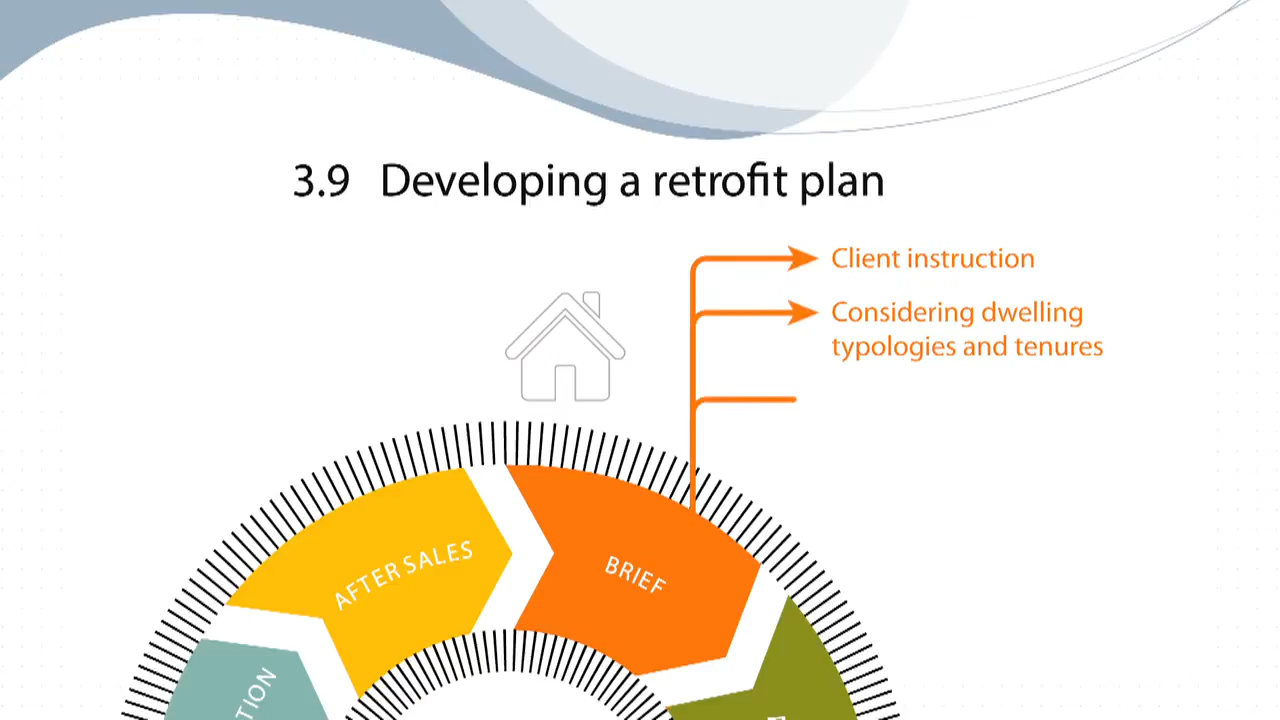 3.9 Developing a retrofit plan
Client instruction
Considering dwelling
typologies and tenures
AFTER SALES
BRIEF